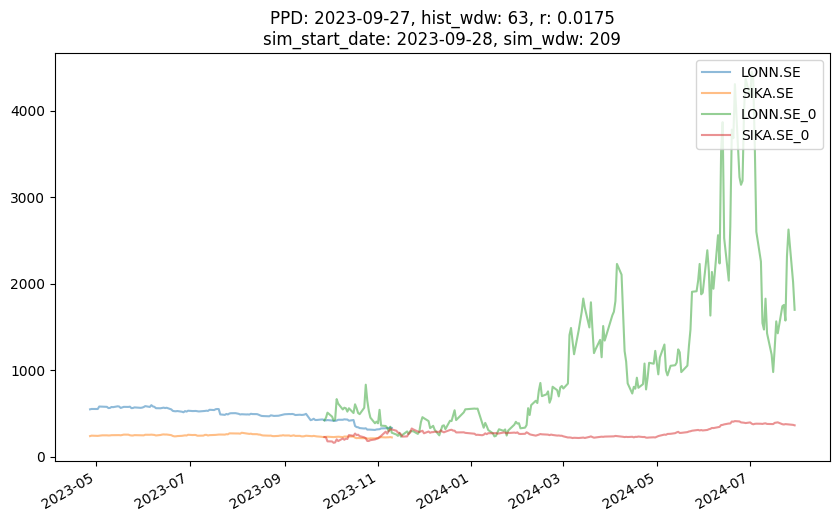 PPD: 2023-09-27, hist_wdw: 63, r: 0.0175
sim_start_date: 2023-09-28, sim_wdw: 209
LONN.SE
SIKA.SE
LONN.SE_0
SIKA.SE_0
4000
3000
2000
1000
0
2023-05
2023-07
2023-09
2023-11
2024-01
2024-03
2024-05
2024-07